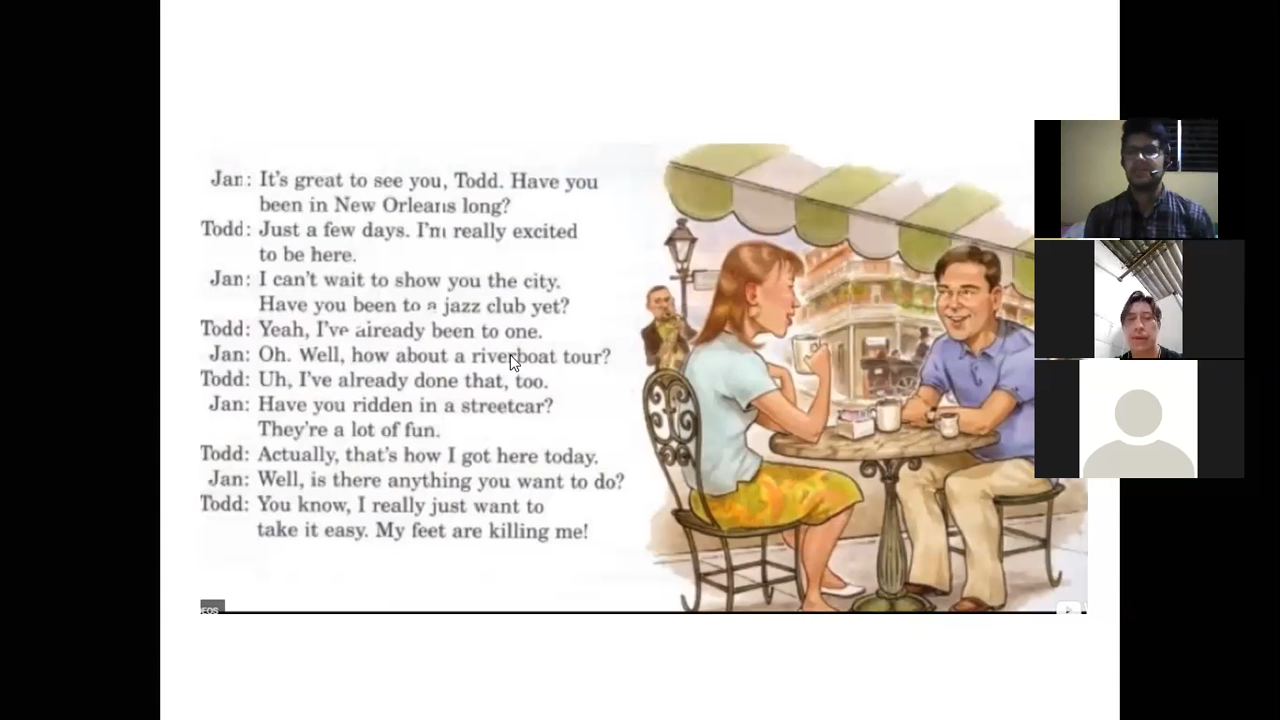 Jan: It's great to see you, Todd. Have you
been in New Orleans long?
Todd: Just a few days. I'm really excited
to be here.
Jan: I can't wait to show you the city.
Have you been to a jazz club yet?
Todd: Yeah, I've already been to one.
Jan: Oh. Well, how about a riverboat tour?
Todd: Uh, I've already done that, too.
Jan: Have you ridden in a streetcar?
They're a lot of fun.
Todd: Actually, that's how I got here today.
Jan: Well, is there anything you want to do?
Todd: You know, I really just want to
take it easy. My feet are killing me!